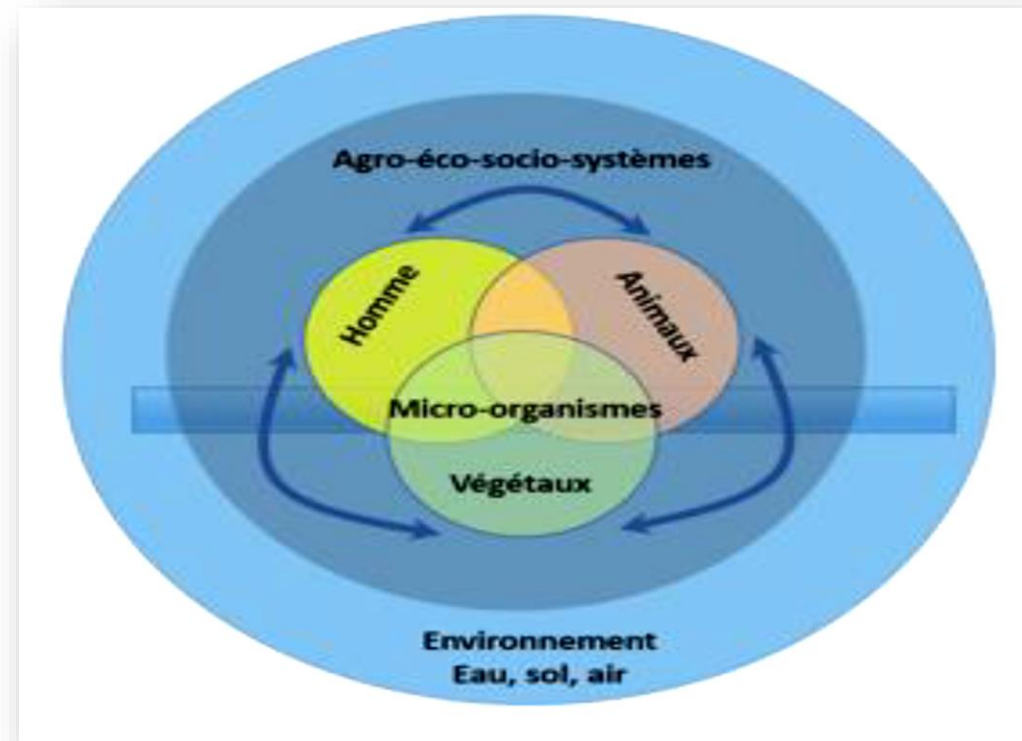 Agro-éco-socio-systèmes
Homme
Animaux
Micro-organismes
Végétaux
Environnement
Eau, sol, air